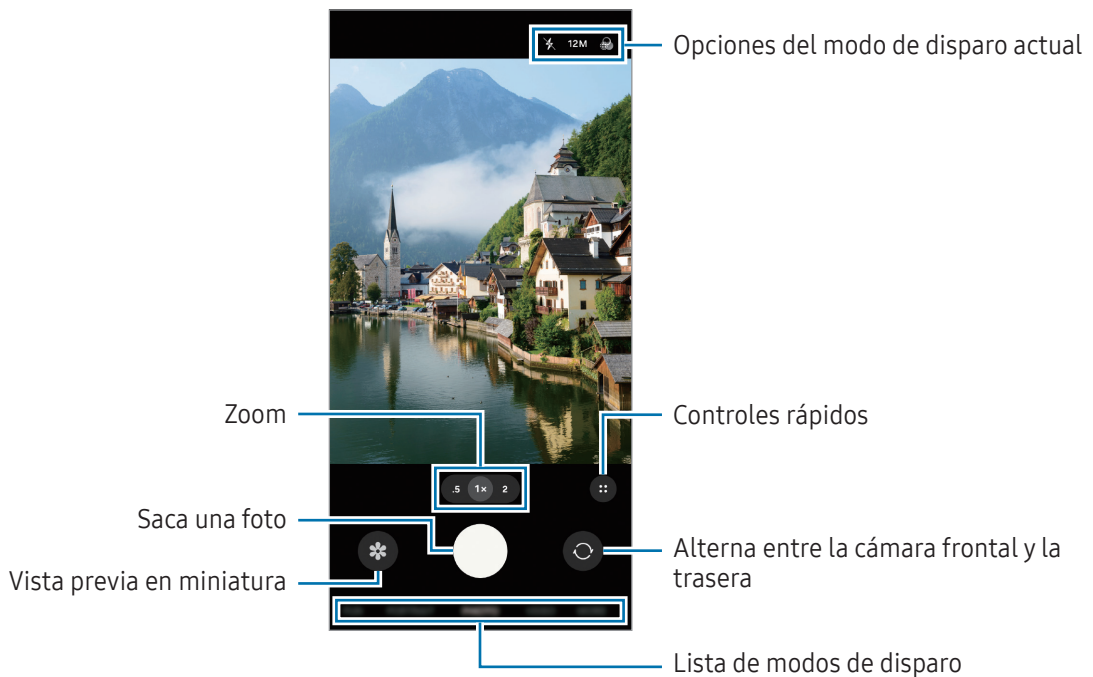 12M
Opciones del modo de disparo actual
Zoom
Controles rápidos
.5 1× 2
Saca una foto
Alterna entre la cámara frontal y la
trasera
Vista previa en miniatura
Lista de modos de disparo